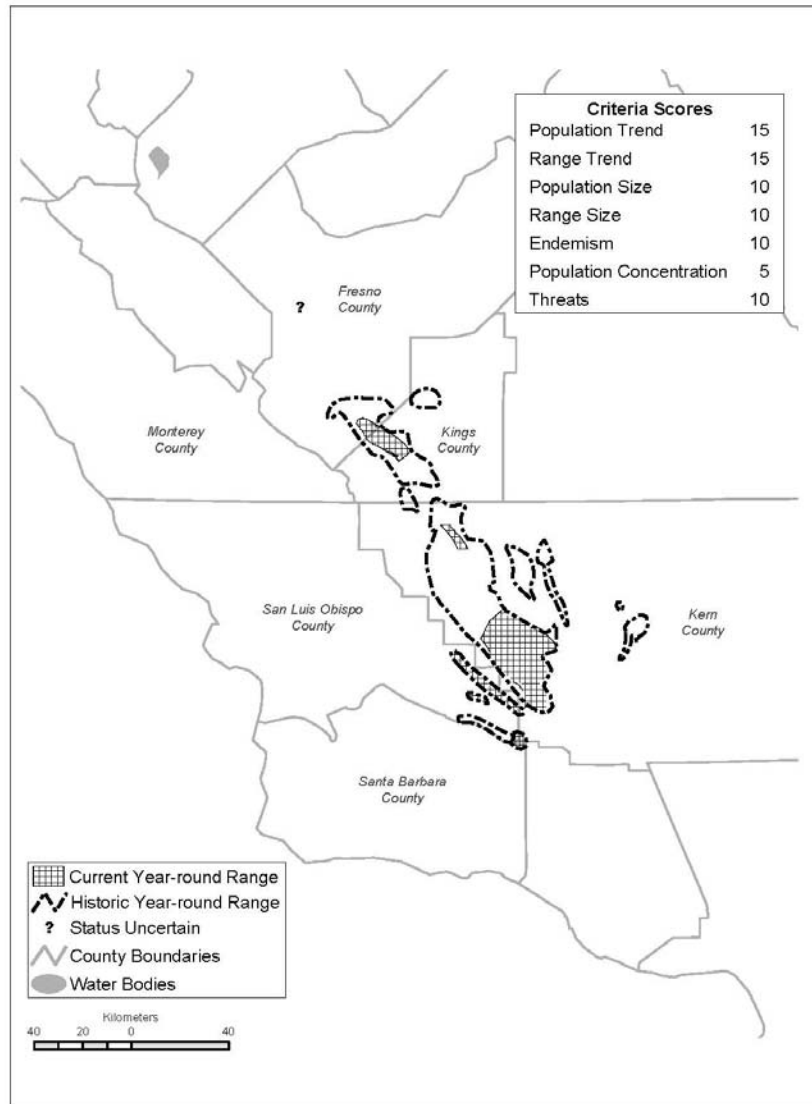 Criteria Scores
Population Trend 15
Range Trend 15
Population Size 10
Range Size 10
Endemism 10
Population Concentration 5
Threats 10
Fresno
County
?
Monterey
County
Kings
County
San Luis Obispo
County
Kern
County
Santa Barbara
County
Current Year-round Range
Historic Year-round Range
? Status Uncertain
County Boundaries
Water Bodies
Kilometers
40 20 0 40